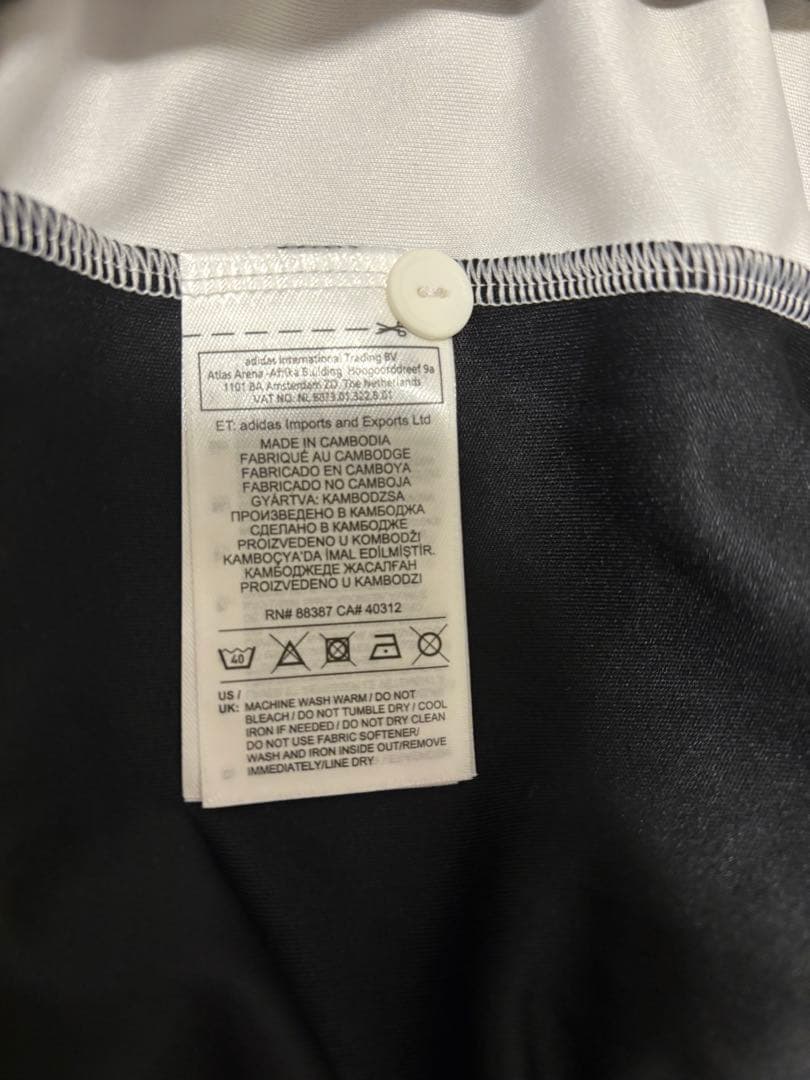 adidas International Trading BV
Atlas Arena -Afrika Building Hoogoorddreef 9a
1101 BA Amsterdam ZO The Netherlands
VAT NO: NL 8073.01.322.B.01
ET: adidas Imports and Exports Ltd
MADE IN CAMBODIA
FABRIQUÉ AU CAMBODGE
FABRICADO EN CAMBOYA
FABRICADO NO CAMBOJA
GYÁRTVA: KAMBODZSA
ПРОИЗВЕДЕНО В КАМБОДЖА
СДЕЛАНО В КАМБОДЖЕ
PROIZVEDENO U KOMBODŽI
KAMBOÇYA'DA İMAL EDİLMİŞTİR.
КАМБОДЖЕДЕ ЖАСАЛҒАН
PROIZVEDENO U KAMBODZI
RN# 88387 CA# 40312
40
US /
UK: MACHINE WASH WARM / DO NOT
BLEACH / DO NOT TUMBLE DRY / COOL
IRON IF NEEDED / DO NOT DRY CLEAN
DO NOT USE FABRIC SOFTENER/
WASH AND IRON INSIDE OUT/REMOVE
IMMEDIATELY/LINE DRY